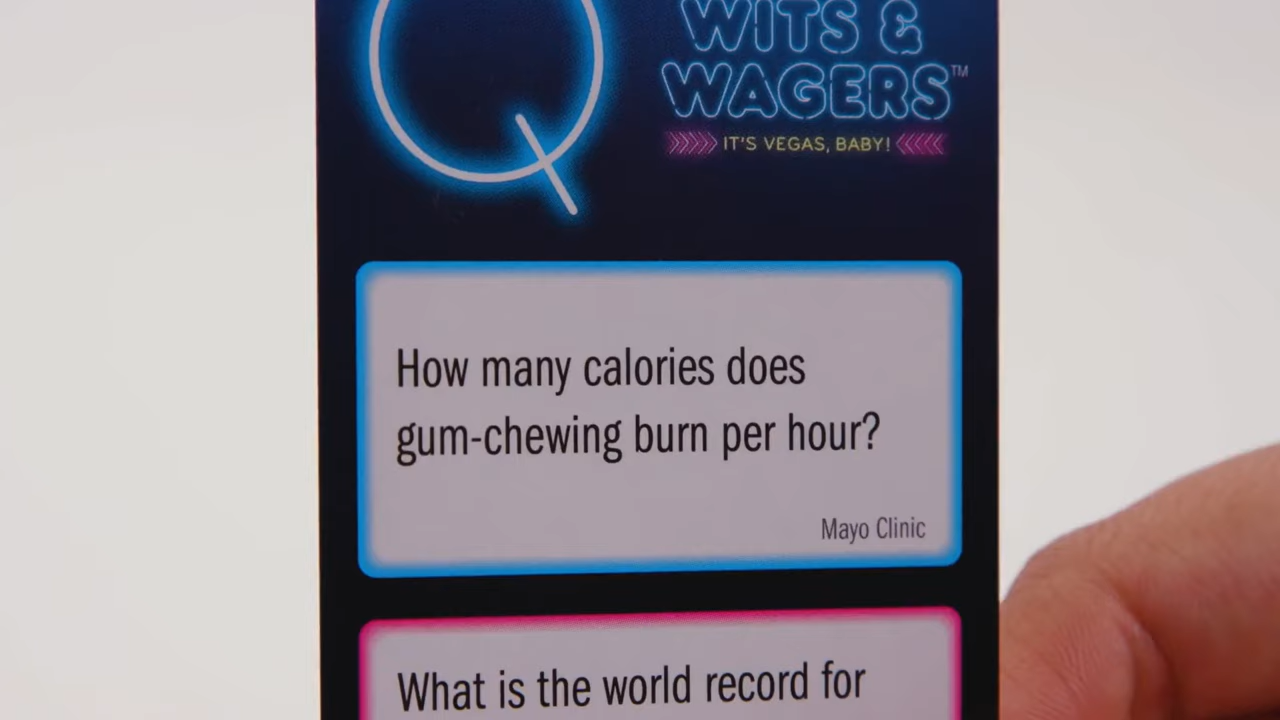 Q
WITS &
WAGERS™
IT'S VEGAS, BABY!
How many calories does
gum-chewing burn per hour?
Mayo Clinic
What is the world record for